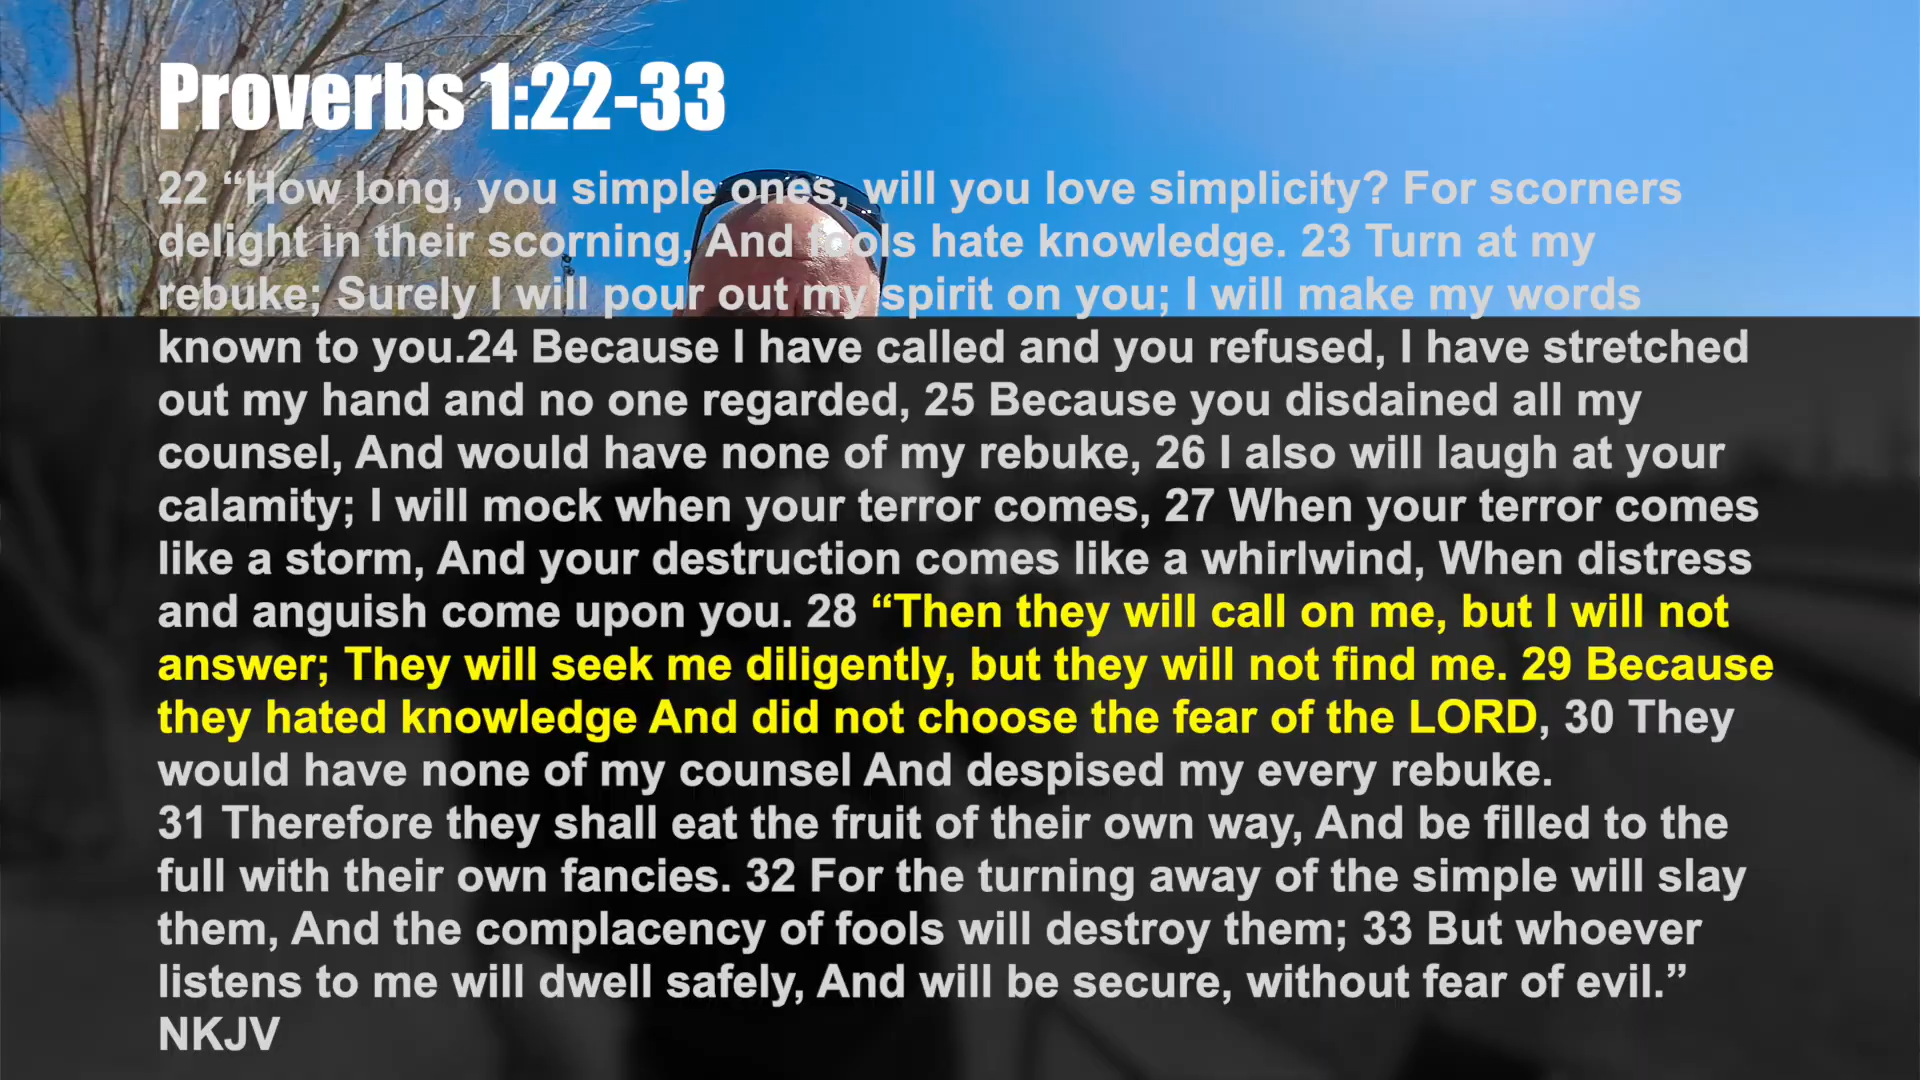 Proverbs 1:22-33
22 “How long, you simple ones, will you love simplicity? For scorners
delight in their scorning, And fools hate knowledge. 23 Turn at my
rebuke; Surely I will pour out my spirit on you; I will make my words
known to you.24 Because I have called and you refused, I have stretched
out my hand and no one regarded, 25 Because you disdained all my
counsel, And would have none of my rebuke, 26 I also will laugh at your
calamity; I will mock when your terror comes, 27 When your terror comes
like a storm, And your destruction comes like a whirlwind, When distress
and anguish come upon you. 28 “Then they will call on me, but I will not
answer; They will seek me diligently, but they will not find me. 29 Because
they hated knowledge And did not choose the fear of the LORD, 30 They
would have none of my counsel And despised my every rebuke.
31 Therefore they shall eat the fruit of their own way, And be filled to the
full with their own fancies. 32 For the turning away of the simple will slay
them, And the complacency of fools will destroy them; 33 But whoever
listens to me will dwell safely, And will be secure, without fear of evil.”
NKJV